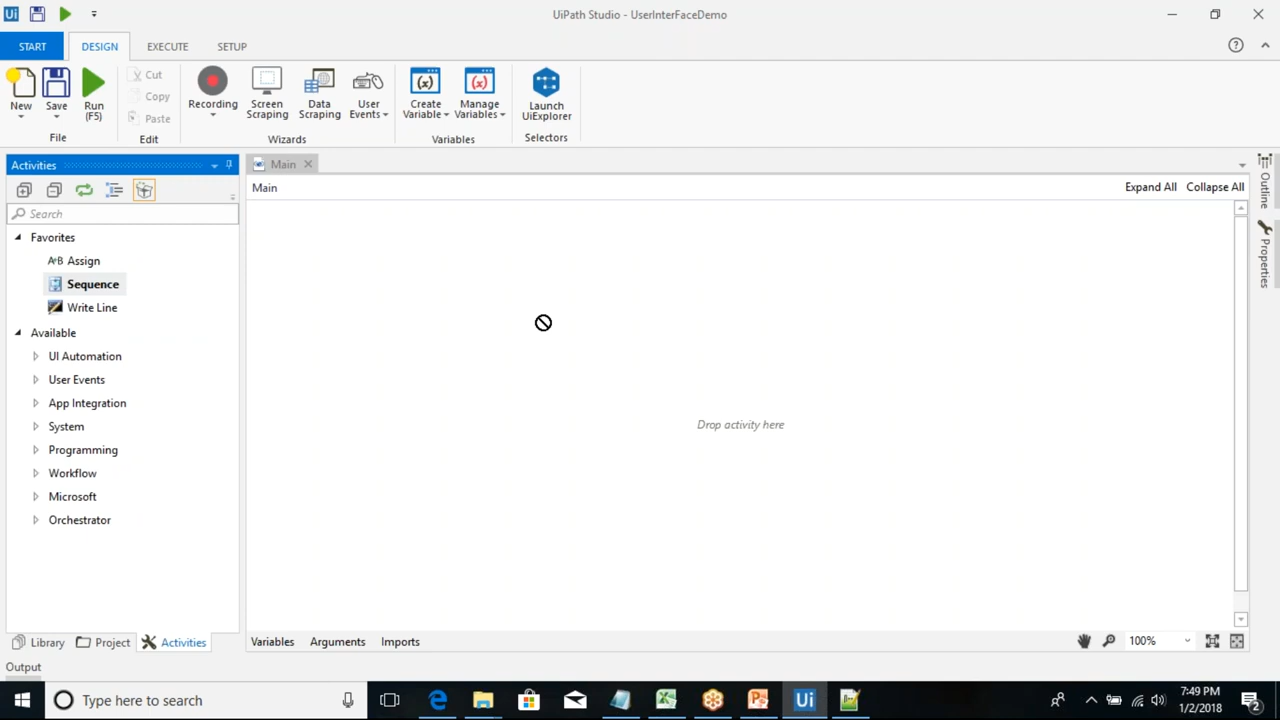 Ui
UiPath Studio - UserInterFaceDemo
START DESIGN EXECUTE SETUP
New
Save
Run
(F5)
File
Cut
Copy
Paste
Edit
Recording
Screen
Scraping
Data
Scraping
User
Events
Wizards
Create
Variable
Manage
Variables
Variables
Launch
UiExplorer
Selectors
Activities
Search
Favorites
A+B Assign
Sequence
Write Line
Available
UI Automation
User Events
App Integration
System
Programming
Workflow
Microsoft
Orchestrator
Library Project Activities
Output
Main
Main Expand All Collapse All
Drop activity here
Variables Arguments Imports 100%
Outline
Properties
Type here to search
Ui
7:49 PM
1/2/2018
2